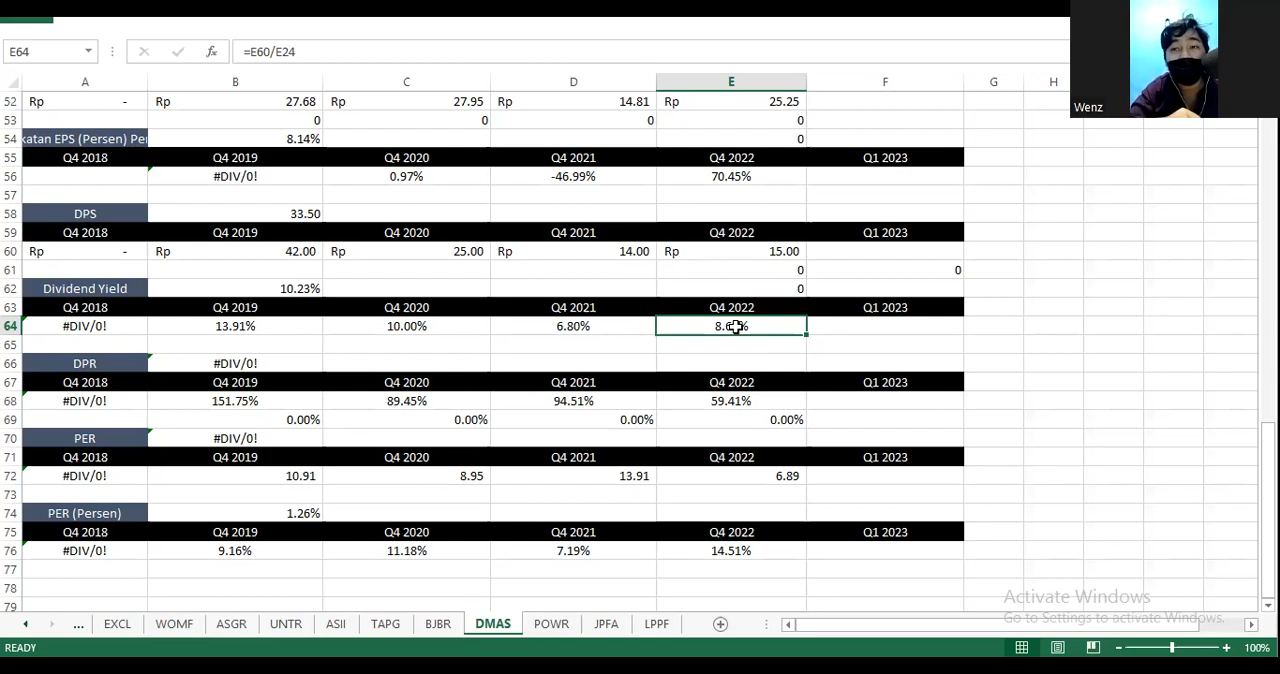 E64 fx =E60/E24
Wenz
A B C D E F G H
52 Rp - Rp 27.68 Rp 27.95 Rp 14.81 Rp 25.25
53 0 0 0 0
54 katan EPS (Persen) Per 8.14% 0
55 Q4 2018 Q4 2019 Q4 2020 Q4 2021 Q4 2022 Q1 2023
56 #DIV/0! 0.97% -46.99% 70.45%
57
58 DPS 33.50
59 Q4 2018 Q4 2019 Q4 2020 Q4 2021 Q4 2022 Q1 2023
60 Rp - Rp 42.00 Rp 25.00 Rp 14.00 Rp 15.00
61 0 0
62 Dividend Yield 10.23% 0
63 Q4 2018 Q4 2019 Q4 2020 Q4 2021 Q4 2022 Q1 2023
64 #DIV/0! 13.91% 10.00% 6.80%
65
66 DPR #DIV/0!
67 Q4 2018 Q4 2019 Q4 2020 Q4 2021 Q4 2022 Q1 2023
68 #DIV/0! 151.75% 89.45% 94.51% 59.41%
69 0.00% 0.00% 0.00% 0.00%
70 PER #DIV/0!
71 Q4 2018 Q4 2019 Q4 2020 Q4 2021 Q4 2022 Q1 2023
72 #DIV/0! 10.91 8.95 13.91 6.89
73
74 PER (Persen) 1.26%
75 Q4 2018 Q4 2019 Q4 2020 Q4 2021 Q4 2022 Q1 2023
76 #DIV/0! 9.16% 11.18% 7.19% 14.51%
77
78
79
Activate Windows
Go to Settings to activate Windows.
... EXCL WOMF ASGR UNTR ASII TAPG BJBR DMAS POWR JPFA LPPF
READY 100%